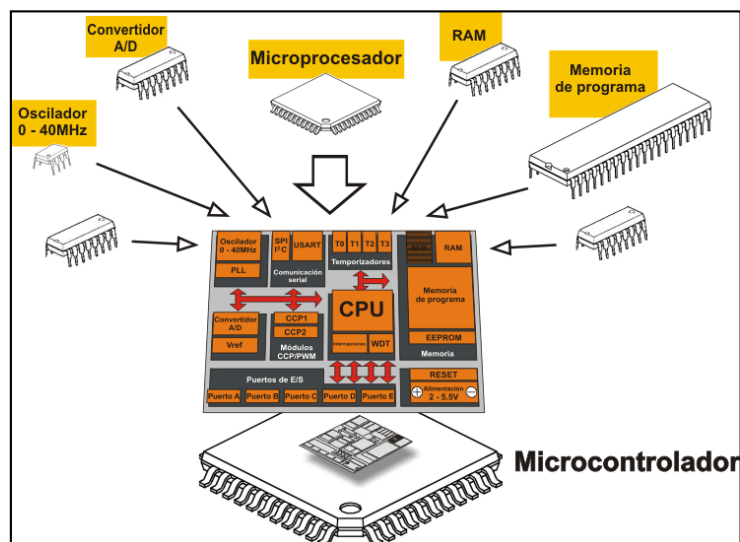 Convertidor
A/D
Microprocesador
RAM
Memoria
de programa
Oscilador
0 - 40MHz
Oscilador
0 - 40MHz
PLL
SPI
I²C
USART
Comunicación
serial
T0
T1
T2
T3
Temporizadores
RAM
Memoria
de programa
EEPROM
Memoria
Convertidor
A/D
Vref
CCP1
CCP2
Módulos
CCP/PWM
CPU
Interrupciones
WDT
Puertos de E/S
Puerto A
Puerto B
Puerto C
Puerto D
Puerto E
RESET
Alimentación
2 - 5.5V
Microcontrolador